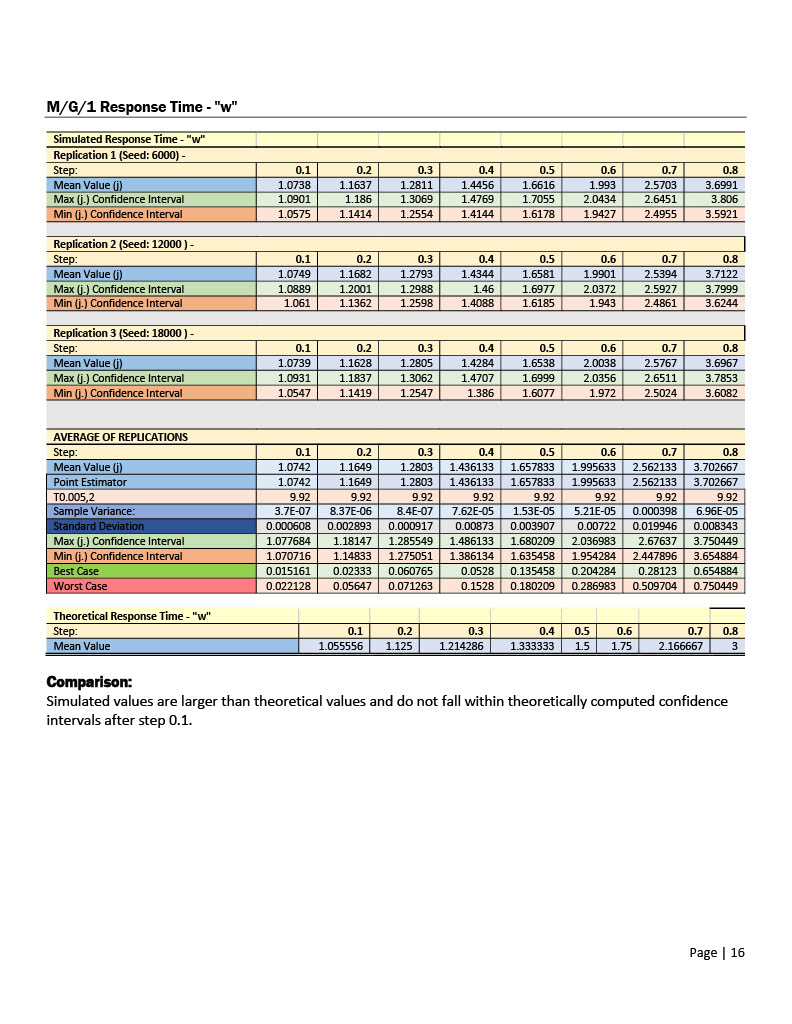 M/G/1 Response Time - "w"
Simulated Response Time - "w"
Replication 1 (Seed: 6000) -
Step: 0.1 0.2 0.3 0.4 0.5 0.6 0.7 0.8
Mean Value (j) 1.0738 1.1637 1.2811 1.4456 1.6616 1.993 2.5703 3.6991
Max (j.) Confidence Interval 1.0901 1.186 1.3069 1.4769 1.7055 2.0434 2.6451 3.806
Min (j.) Confidence Interval 1.0575 1.1414 1.2554 1.4144 1.6178 1.9427 2.4955 3.5921
Replication 2 (Seed: 12000 ) -
Step: 0.1 0.2 0.3 0.4 0.5 0.6 0.7 0.8
Mean Value (j) 1.0749 1.1682 1.2793 1.4344 1.6581 1.9901 2.5394 3.7122
Max (j.) Confidence Interval 1.0889 1.2001 1.2988 1.46 1.6977 2.0372 2.5927 3.7999
Min (j.) Confidence Interval 1.061 1.1362 1.2598 1.4088 1.6185 1.943 2.4861 3.6244
Replication 3 (Seed: 18000 ) -
Step: 0.1 0.2 0.3 0.4 0.5 0.6 0.7 0.8
Mean Value (j) 1.0739 1.1628 1.2805 1.4284 1.6538 2.0038 2.5767 3.6967
Max (j.) Confidence Interval 1.0931 1.1837 1.3062 1.4707 1.6999 2.0356 2.6511 3.7853
Min (j.) Confidence Interval 1.0547 1.1419 1.2547 1.386 1.6077 1.972 2.5024 3.6082
AVERAGE OF REPLICATIONS
Step: 0.1 0.2 0.3 0.4 0.5 0.6 0.7 0.8
Mean Value (j) 1.0742 1.1649 1.2803 1.436133 1.657833 1.995633 2.562133 3.702667
Point Estimator 1.0742 1.1649 1.2803 1.436133 1.657833 1.995633 2.562133 3.702667
T0.005,2 9.92 9.92 9.92 9.92 9.92 9.92 9.92 9.92
Sample Variance: 3.7E-07 8.37E-06 8.4E-07 7.62E-05 1.53E-05 5.21E-05 0.000398 6.96E-05
Standard Deviation 0.000608 0.002893 0.000917 0.00873 0.003907 0.00722 0.019946 0.008343
Max (j.) Confidence Interval 1.077684 1.18147 1.285549 1.486133 1.680209 2.036983 2.67637 3.750449
Min (j.) Confidence Interval 1.070716 1.14833 1.275051 1.386134 1.635458 1.954284 2.447896 3.654884
Best Case 0.015161 0.02333 0.060765 0.0528 0.135458 0.204284 0.28123 0.654884
Worst Case 0.022128 0.05647 0.071263 0.1528 0.180209 0.286983 0.509704 0.750449
Theoretical Response Time - "w"
Step: 0.1 0.2 0.3 0.4 0.5 0.6 0.7 0.8
Mean Value 1.055556 1.125 1.214286 1.333333 1.5 1.75 2.166667 3
Comparison:
Simulated values are larger than theoretical values and do not fall within theoretically computed confidence
intervals after step 0.1.
Page | 16